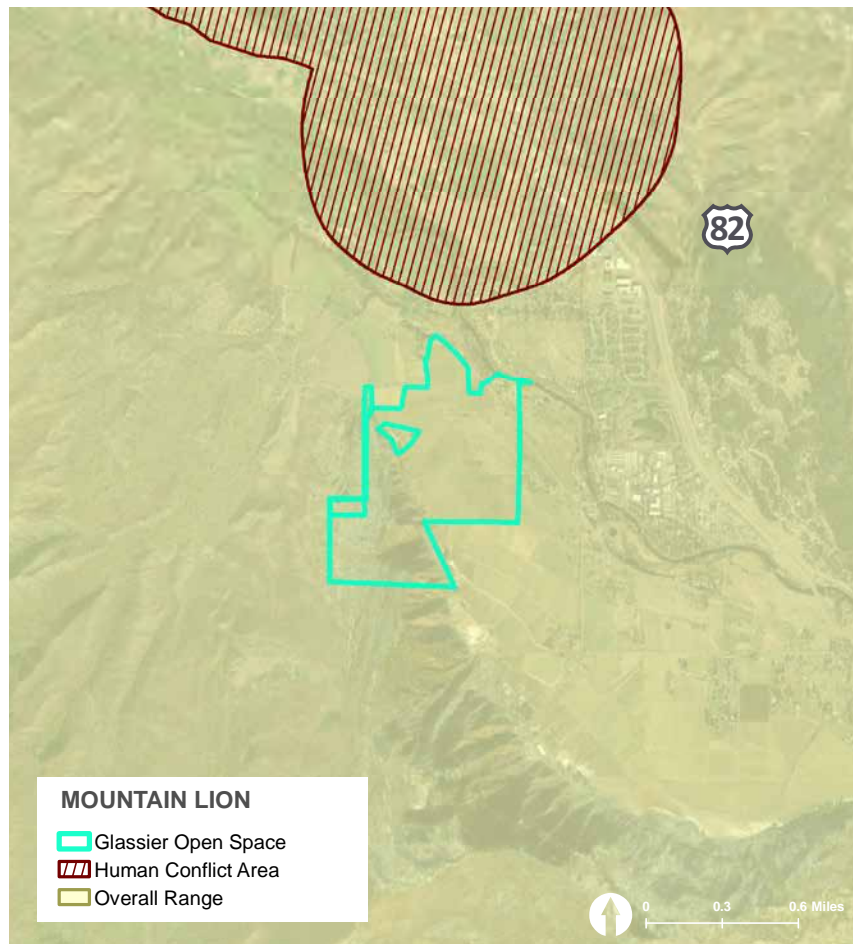 82
MOUNTAIN LION
Glassier Open Space
Human Conflict Area
Overall Range
0 0.3 0.6 Miles